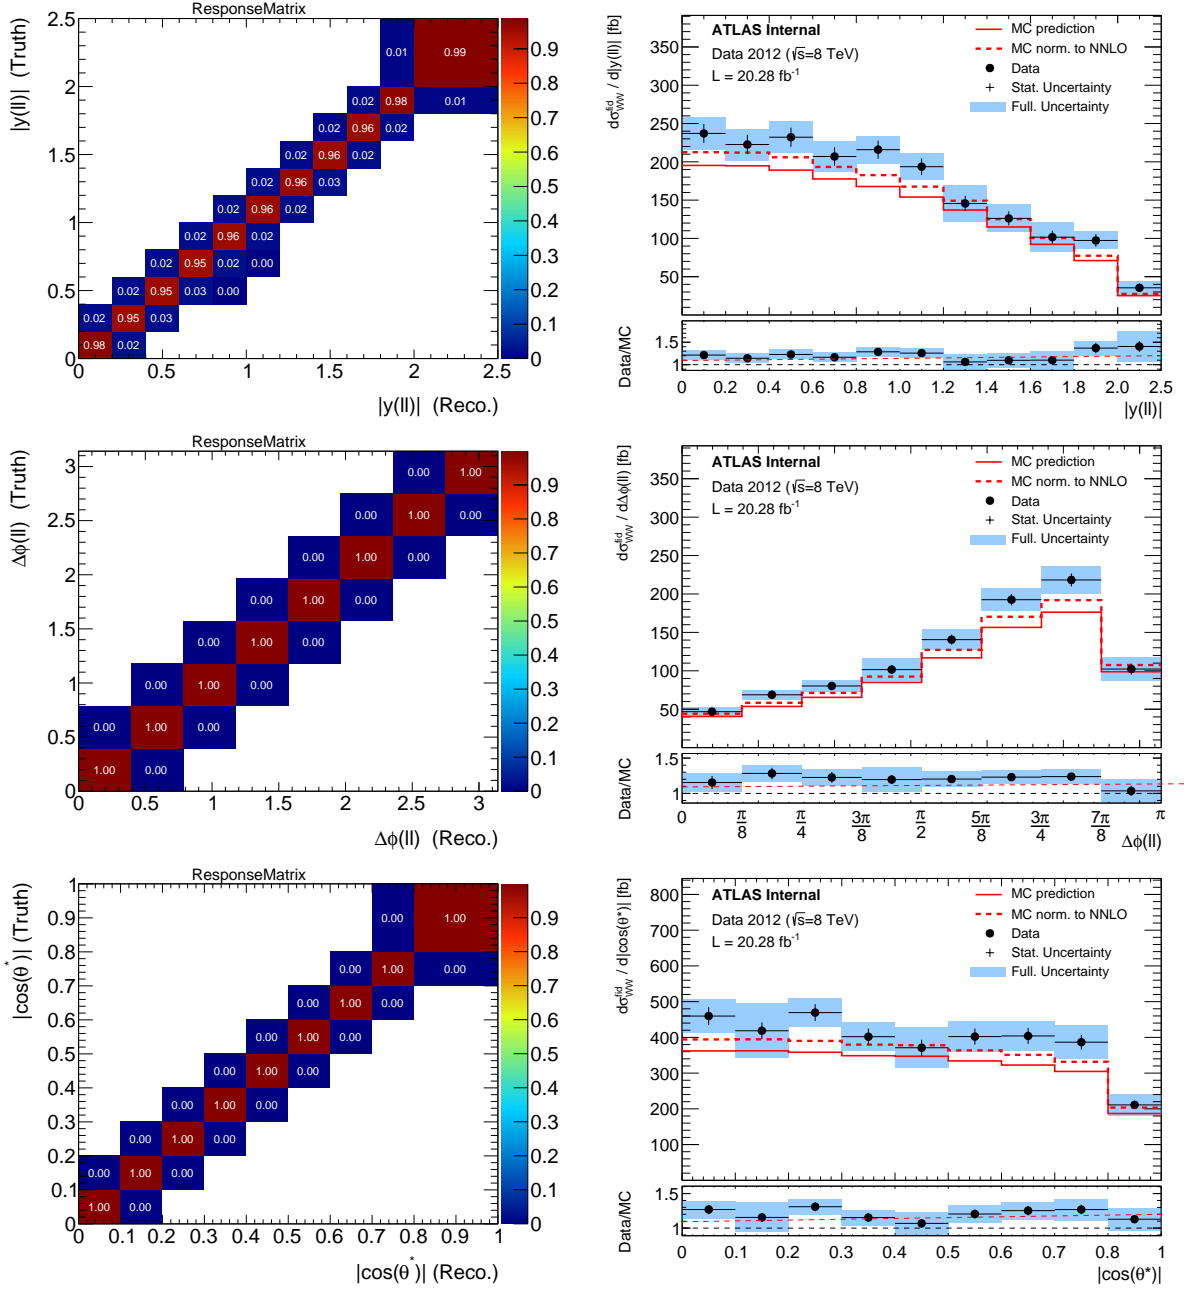 ResponseMatrix
|y(ll)| (Truth)
2.5
2
1.5
1
0.5
0
0.01 0.99
0.02 0.98 0.01
0.02 0.96 0.02
0.02 0.96 0.02
0.02 0.96 0.03
0.02 0.96 0.02
0.02 0.96 0.02
0.02 0.95 0.02 0.00
0.02 0.95 0.03 0.00
0.02 0.95 0.03
0.98 0.02
0 0.5 1 1.5 2 2.5
|y(ll)| (Reco.)
0.9
0.8
0.7
0.6
0.5
0.4
0.3
0.2
0.1
0
dσ^fid_WW / d|y(ll)| [fb]
350
300
250
200
150
100
50
ATLAS Internal
Data 2012 (√s=8 TeV)
L = 20.28 fb⁻¹
MC prediction
MC norm. to NNLO
Data
Stat. Uncertainty
Full. Uncertainty
Data/MC
1.5
1
0 0.2 0.4 0.6 0.8 1.0 1.2 1.4 1.6 1.8 2.0 2.5
|y(ll)|
ResponseMatrix
Δϕ(ll) (Truth)
3
2.5
2
1.5
1
0.5
0
0.00 1.00
0.00 1.00 0.00
0.00 1.00 0.00
0.00 1.00 0.00
0.00 1.00 0.00
0.00 1.00 0.00
0.00 1.00 0.00
1.00 0.00
0 0.5 1 1.5 2 2.5 3
Δϕ(ll) (Reco.)
0.9
0.8
0.7
0.6
0.5
0.4
0.3
0.2
0.1
0
dσ^fid_WW / dΔϕ(ll) [fb]
350
300
250
200
150
100
50
ATLAS Internal
Data 2012 (√s=8 TeV)
L = 20.28 fb⁻¹
MC prediction
MC norm. to NNLO
Data
Stat. Uncertainty
Full. Uncertainty
Data/MC
1.5
1
0 π/8 π/4 3π/8 π/2 5π/8 3π/4 7π/8 π
Δϕ(ll)
ResponseMatrix
|cos(θ*)| (Truth)
1
0.9
0.8
0.7
0.6
0.5
0.4
0.3
0.2
0.1
0
0.00 1.00
0.00 1.00 0.00
0.00 1.00 0.00
0.00 1.00 0.00
0.00 1.00 0.00
0.00 1.00 0.00
0.00 1.00 0.00
0.00 1.00 0.00
1.00 0.00
0 0.1 0.2 0.3 0.4 0.5 0.6 0.7 0.8 0.9 1
|cos(θ*)| (Reco.)
0.9
0.8
0.7
0.6
0.5
0.4
0.3
0.2
0.1
0
dσ^fid_WW / d|cos(θ*)| [fb]
800
700
600
500
400
300
200
100
ATLAS Internal
Data 2012 (√s=8 TeV)
L = 20.28 fb⁻¹
MC prediction
MC norm. to NNLO
Data
Stat. Uncertainty
Full. Uncertainty
Data/MC
1.5
1
0 0.1 0.2 0.3 0.4 0.5 0.6 0.7 0.8 1
|cos(θ*)|